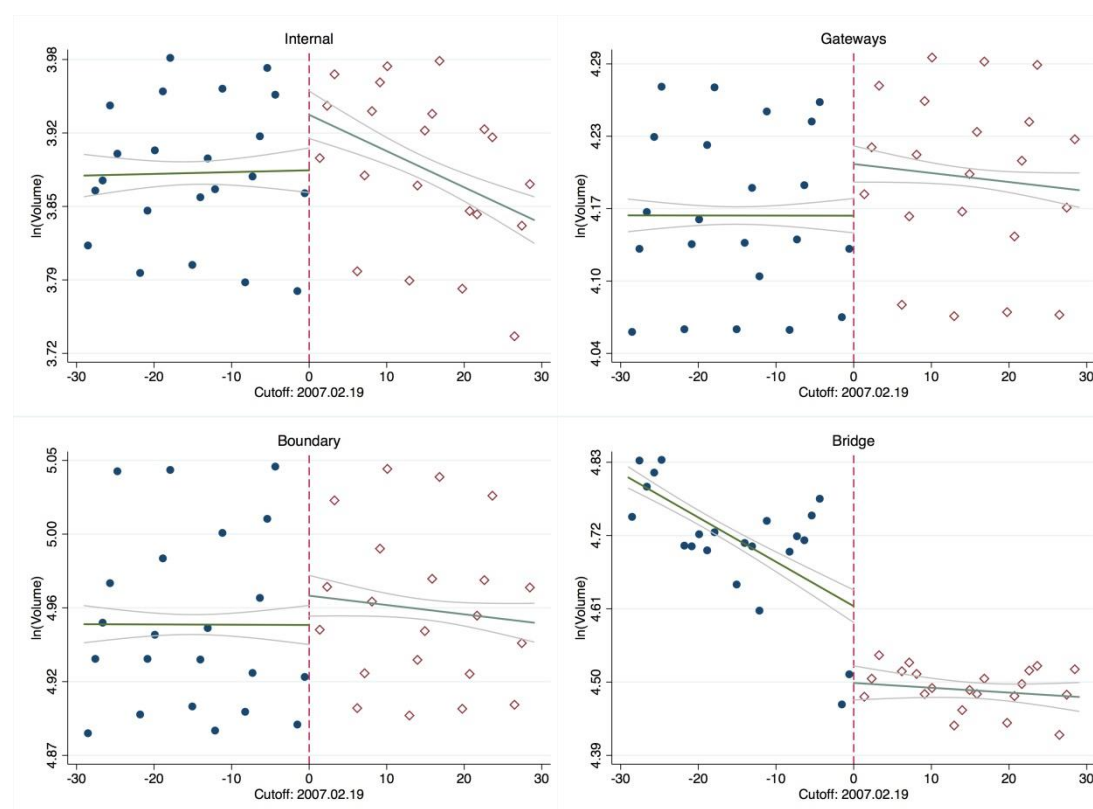 Internal
ln(Volume)
3.98
3.92
3.85
3.79
3.72
-30 -20 -10 0 10 20 30
Cutoff: 2007.02.19
Gateways
ln(Volume)
4.29
4.23
4.17
4.10
4.04
-30 -20 -10 0 10 20 30
Cutoff: 2007.02.19
Boundary
ln(Volume)
5.05
5.00
4.96
4.92
4.87
-30 -20 -10 0 10 20 30
Cutoff: 2007.02.19
Bridge
ln(Volume)
4.83
4.72
4.61
4.50
4.39
-30 -20 -10 0 10 20 30
Cutoff: 2007.02.19